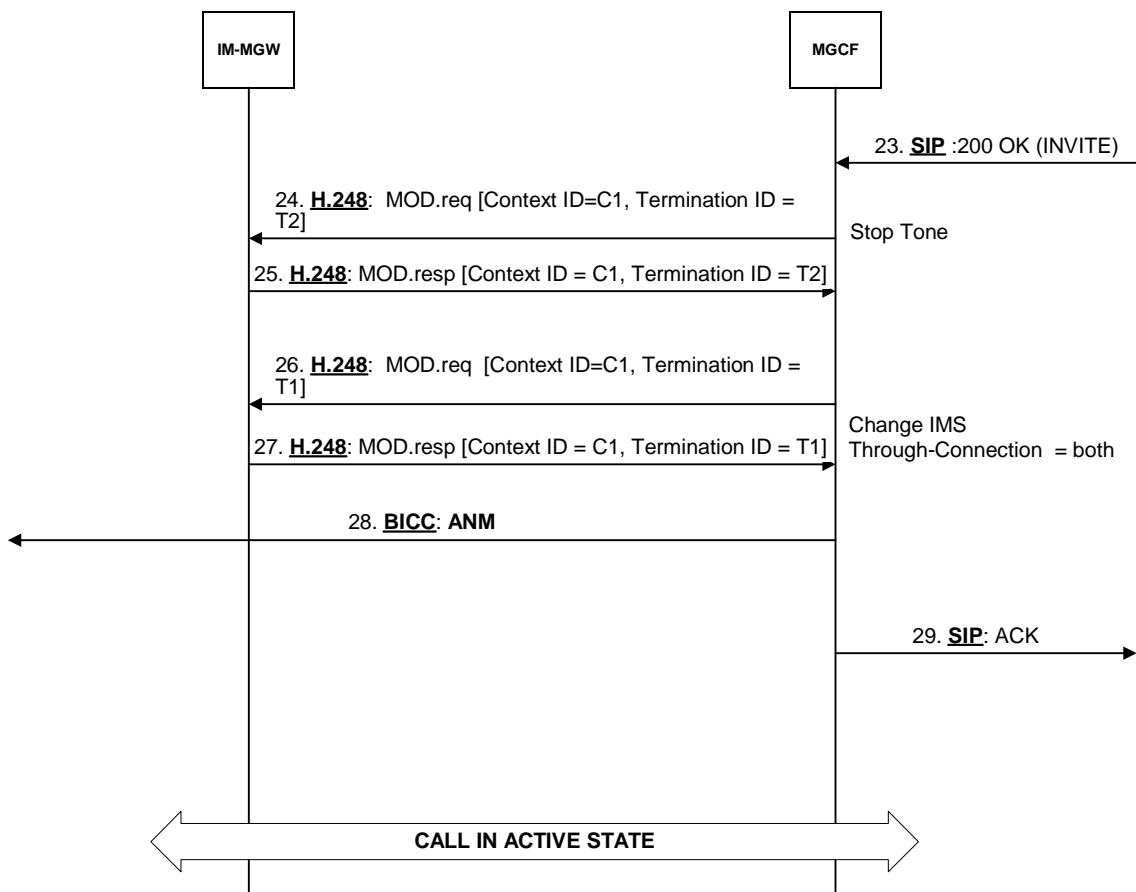 IM-MGW
MGCF
23. SIP :200 OK (INVITE)
24. H.248: MOD.req [Context ID=C1, Termination ID =
T2]
Stop Tone
25. H.248: MOD.resp [Context ID = C1, Termination ID = T2]
26. H.248: MOD.req [Context ID=C1, Termination ID =
T1]
Change IMS
Through-Connection = both
27. H.248: MOD.resp [Context ID = C1, Termination ID = T1]
28. BICC: ANM
29. SIP: ACK
CALL IN ACTIVE STATE